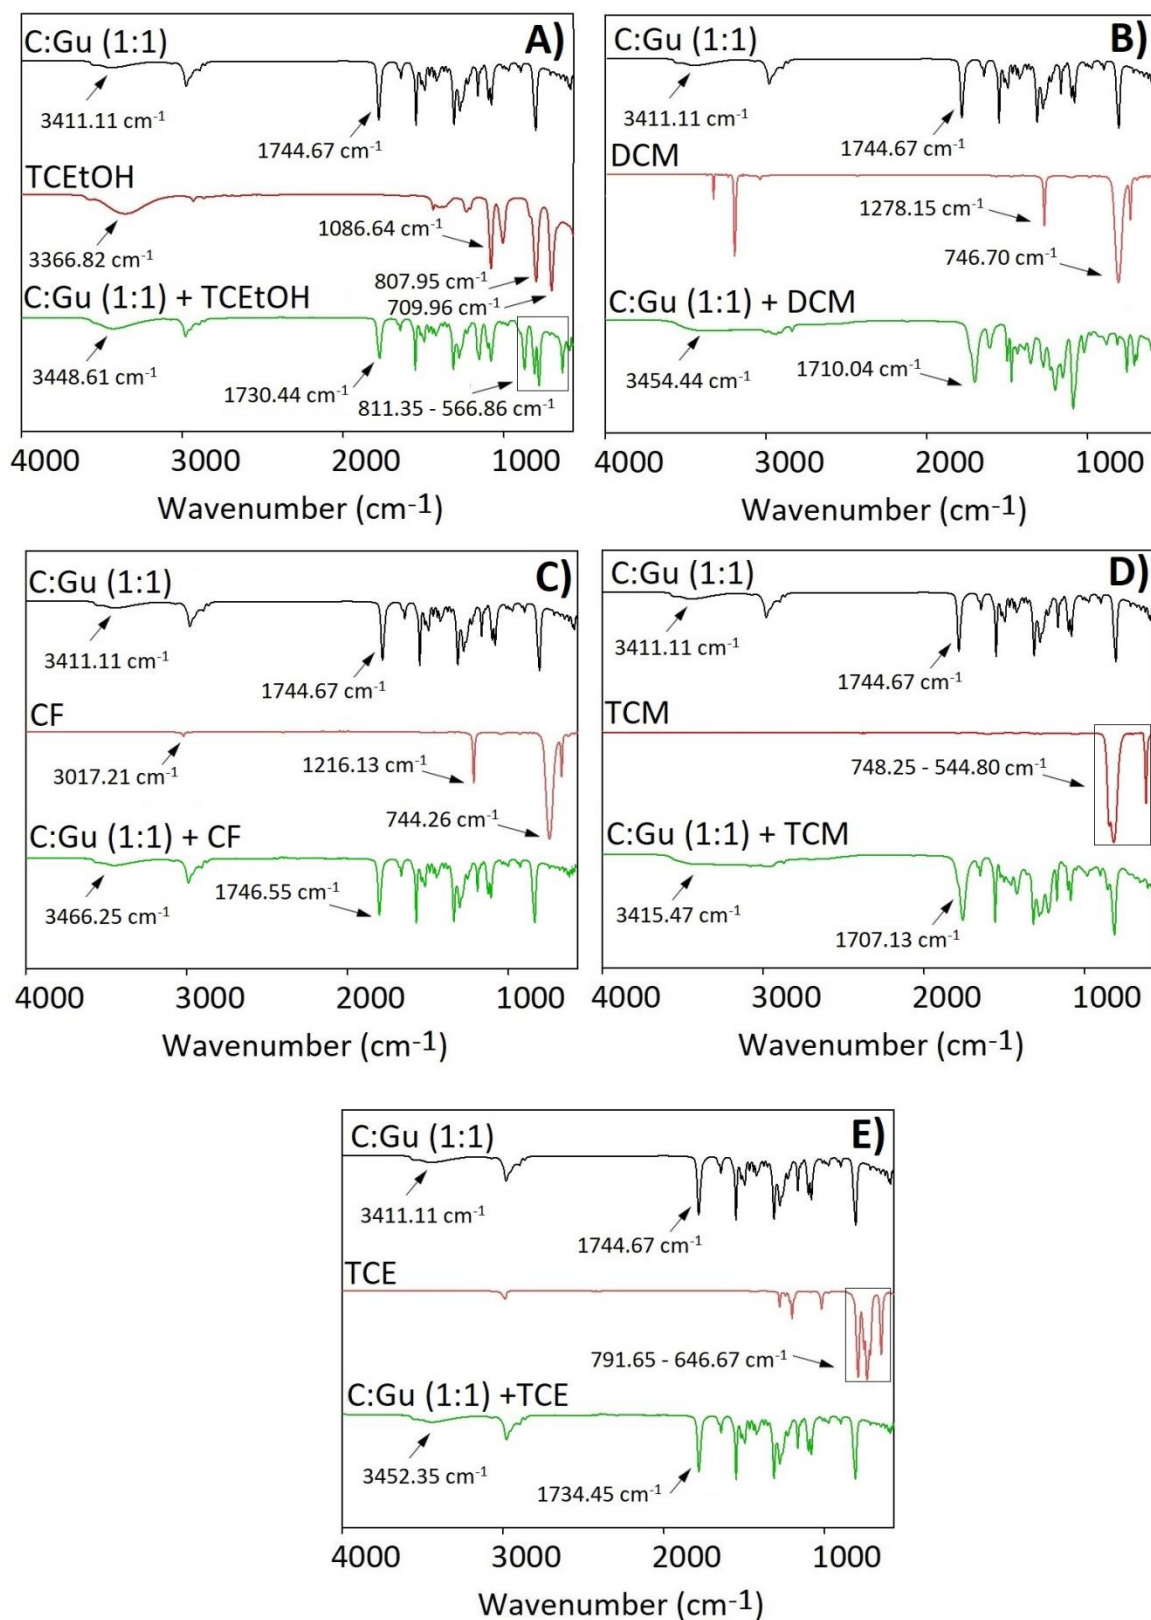 A)
C:Gu (1:1)
3411.11 cm-1
1744.67 cm-1
TCEtOH
3366.82 cm-1
1086.64 cm-1
807.95 cm-1
709.96 cm-1
C:Gu (1:1) + TCEtOH
3448.61 cm-1
1730.44 cm-1
811.35 - 566.86 cm-1
4000 3000 2000 1000
Wavenumber (cm-1)
B)
C:Gu (1:1)
3411.11 cm-1
1744.67 cm-1
DCM
1278.15 cm-1
746.70 cm-1
C:Gu (1:1) + DCM
3454.44 cm-1
1710.04 cm-1
4000 3000 2000 1000
Wavenumber (cm-1)
C)
C:Gu (1:1)
3411.11 cm-1
1744.67 cm-1
CF
3017.21 cm-1
1216.13 cm-1
744.26 cm-1
C:Gu (1:1) + CF
3466.25 cm-1
1746.55 cm-1
4000 3000 2000 1000
Wavenumber (cm-1)
D)
C:Gu (1:1)
3411.11 cm-1
1744.67 cm-1
TCM
748.25 - 544.80 cm-1
C:Gu (1:1) + TCM
3415.47 cm-1
1707.13 cm-1
4000 3000 2000 1000
Wavenumber (cm-1)
E)
C:Gu (1:1)
3411.11 cm-1
1744.67 cm-1
TCE
791.65 - 646.67 cm-1
C:Gu (1:1) +TCE
3452.35 cm-1
1734.45 cm-1
4000 3000 2000 1000
Wavenumber (cm-1)